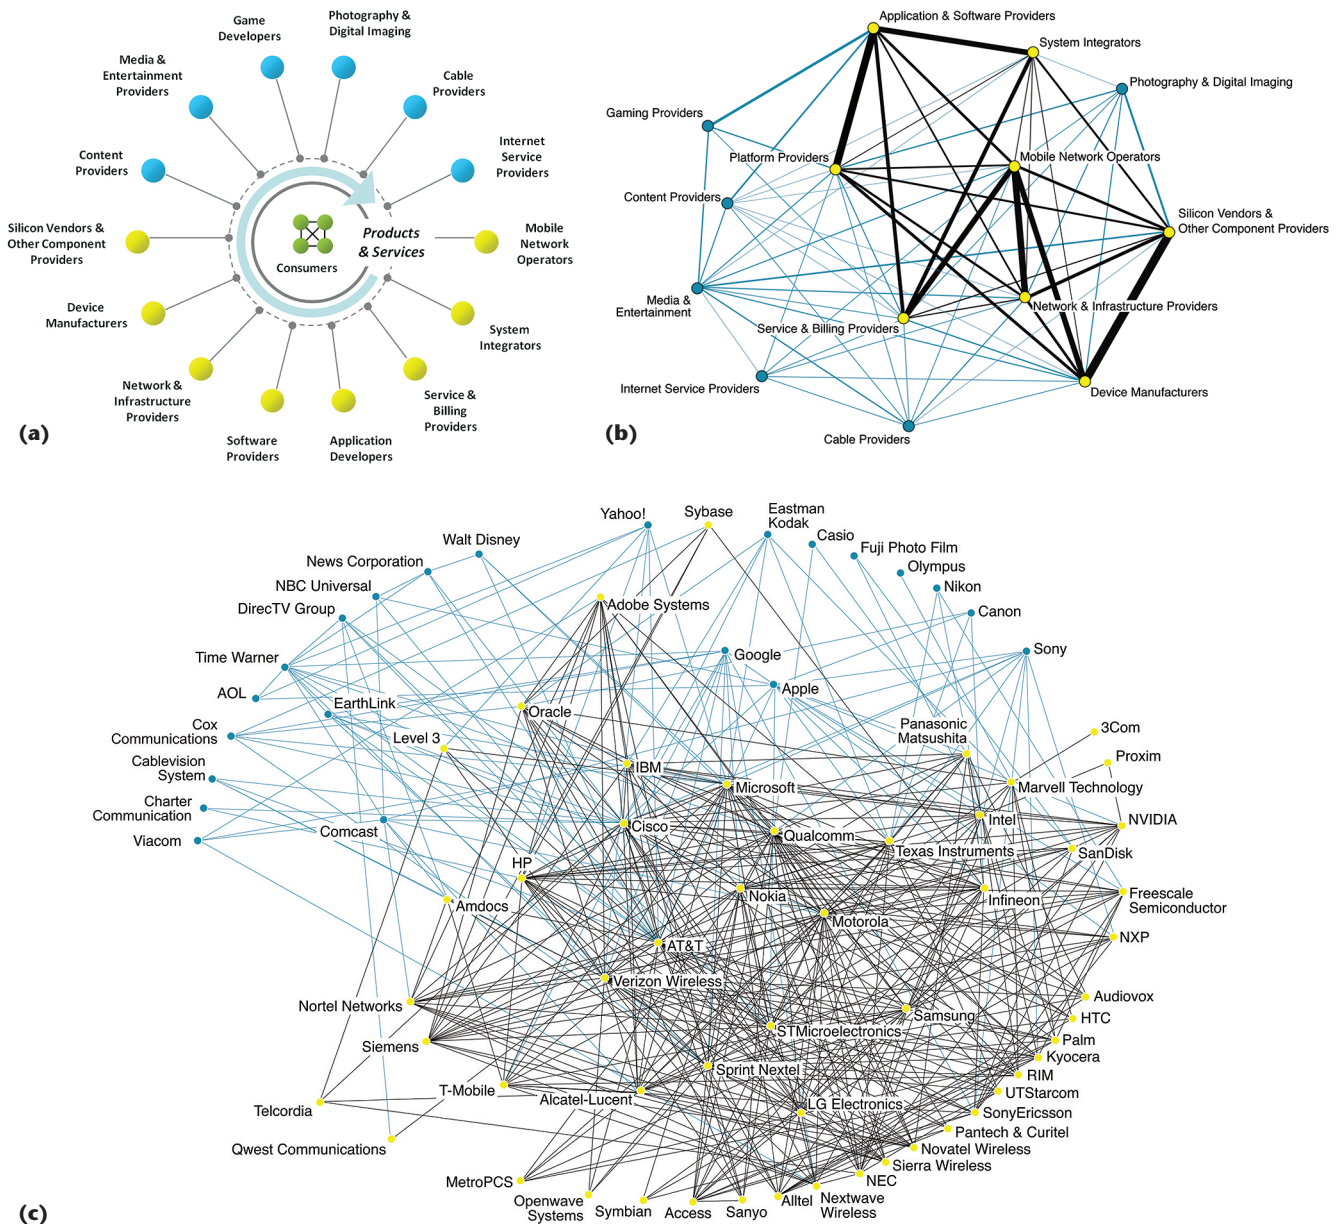 Photography &
Digital Imaging
Game
Developers
Media &
Entertainment
Providers
Cable
Providers
Content
Providers
Internet
Service
Providers
Silicon Vendors &
Other Component
Providers
Products
& Services
Consumers
Mobile
Network
Operators
Device
Manufacturers
System
Integrators
Network &
Infrastructure
Providers
Service &
Billing
Providers
Software
Providers
Application
Developers
(a)
Application & Software Providers
System Integrators
Photography & Digital Imaging
Gaming Providers
Platform Providers
Mobile Network Operators
Content Providers
Silicon Vendors &
Other Component Providers
Media &
Entertainment
Network & Infrastructure Providers
Service & Billing Providers
Internet Service Providers
Device Manufacturers
Cable Providers
(b)
Yahoo!
Sybase
Eastman
Kodak
Casio
Walt Disney
Fuji Photo Film
News Corporation
Olympus
NBC Universal
Nikon
DirecTV Group
Adobe Systems
Canon
Time Warner
Google
Sony
AOL
Apple
EarthLink
Oracle
Cox
Communications
Panasonic
Matsushita
3Com
Level 3
Proxim
Cablevision
System
IBM
Microsoft
Marvell Technology
Charter
Communication
Intel
NVIDIA
Comcast
Cisco
Qualcomm
Viacom
Texas Instruments
SanDisk
HP
Nokia
Infineon
Freescale
Semiconductor
Amdocs
Motorola
NXP
AT&T
Verizon Wireless
Audiovox
Nortel Networks
Samsung
HTC
STMicroelectronics
Siemens
Palm
Kyocera
Sprint Nextel
RIM
T-Mobile
Alcatel-Lucent
UTStarcom
LG Electronics
Telcordia
SonyEricsson
Pantech & Curitel
Qwest Communications
Novatel Wireless
Sierra Wireless
MetroPCS
NEC
Openwave
Systems
Symbian
Access
Sanyo
Alltel
Nextwave
Wireless
(c)